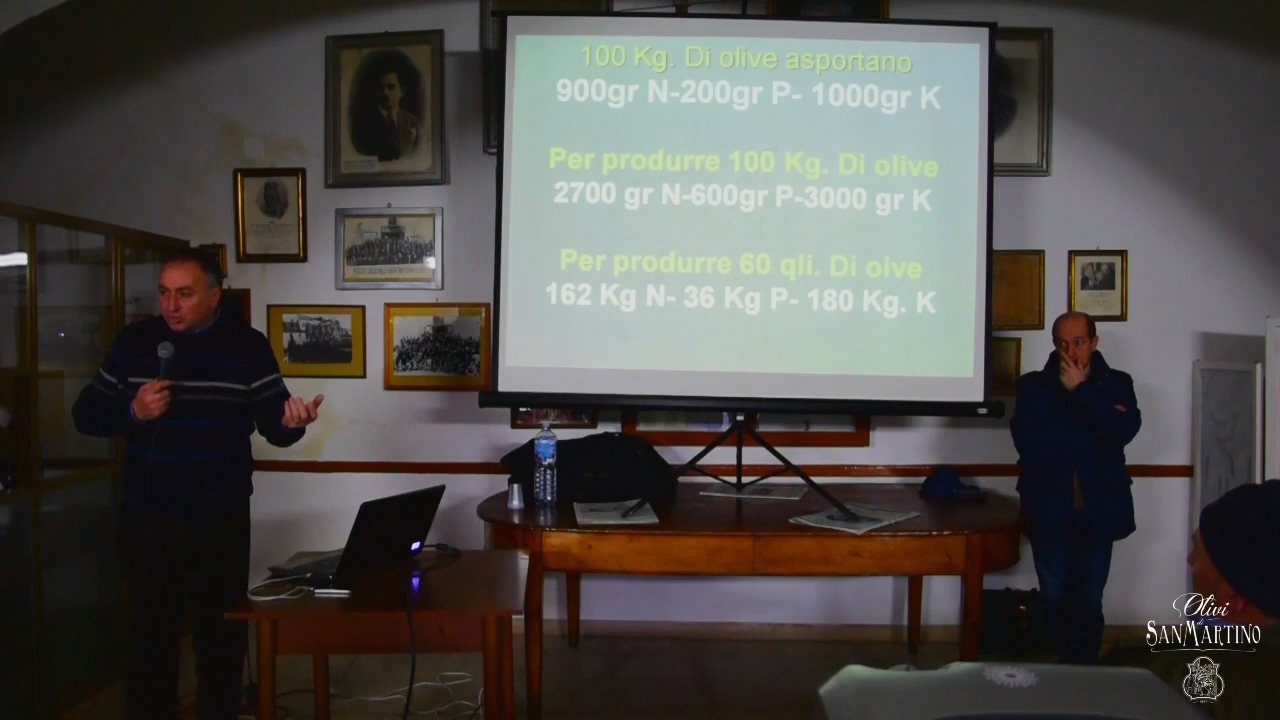 100 Kg. Di olive asportano
900gr N-200gr P- 1000gr K
Per produrre 100 Kg. Di olive
2700 gr N-600gr P-3000 gr K
Per produrre 60 qli. Di oive
162 Kg N- 36 Kg P- 180 Kg. K
Olivi
di
SANMARTINO